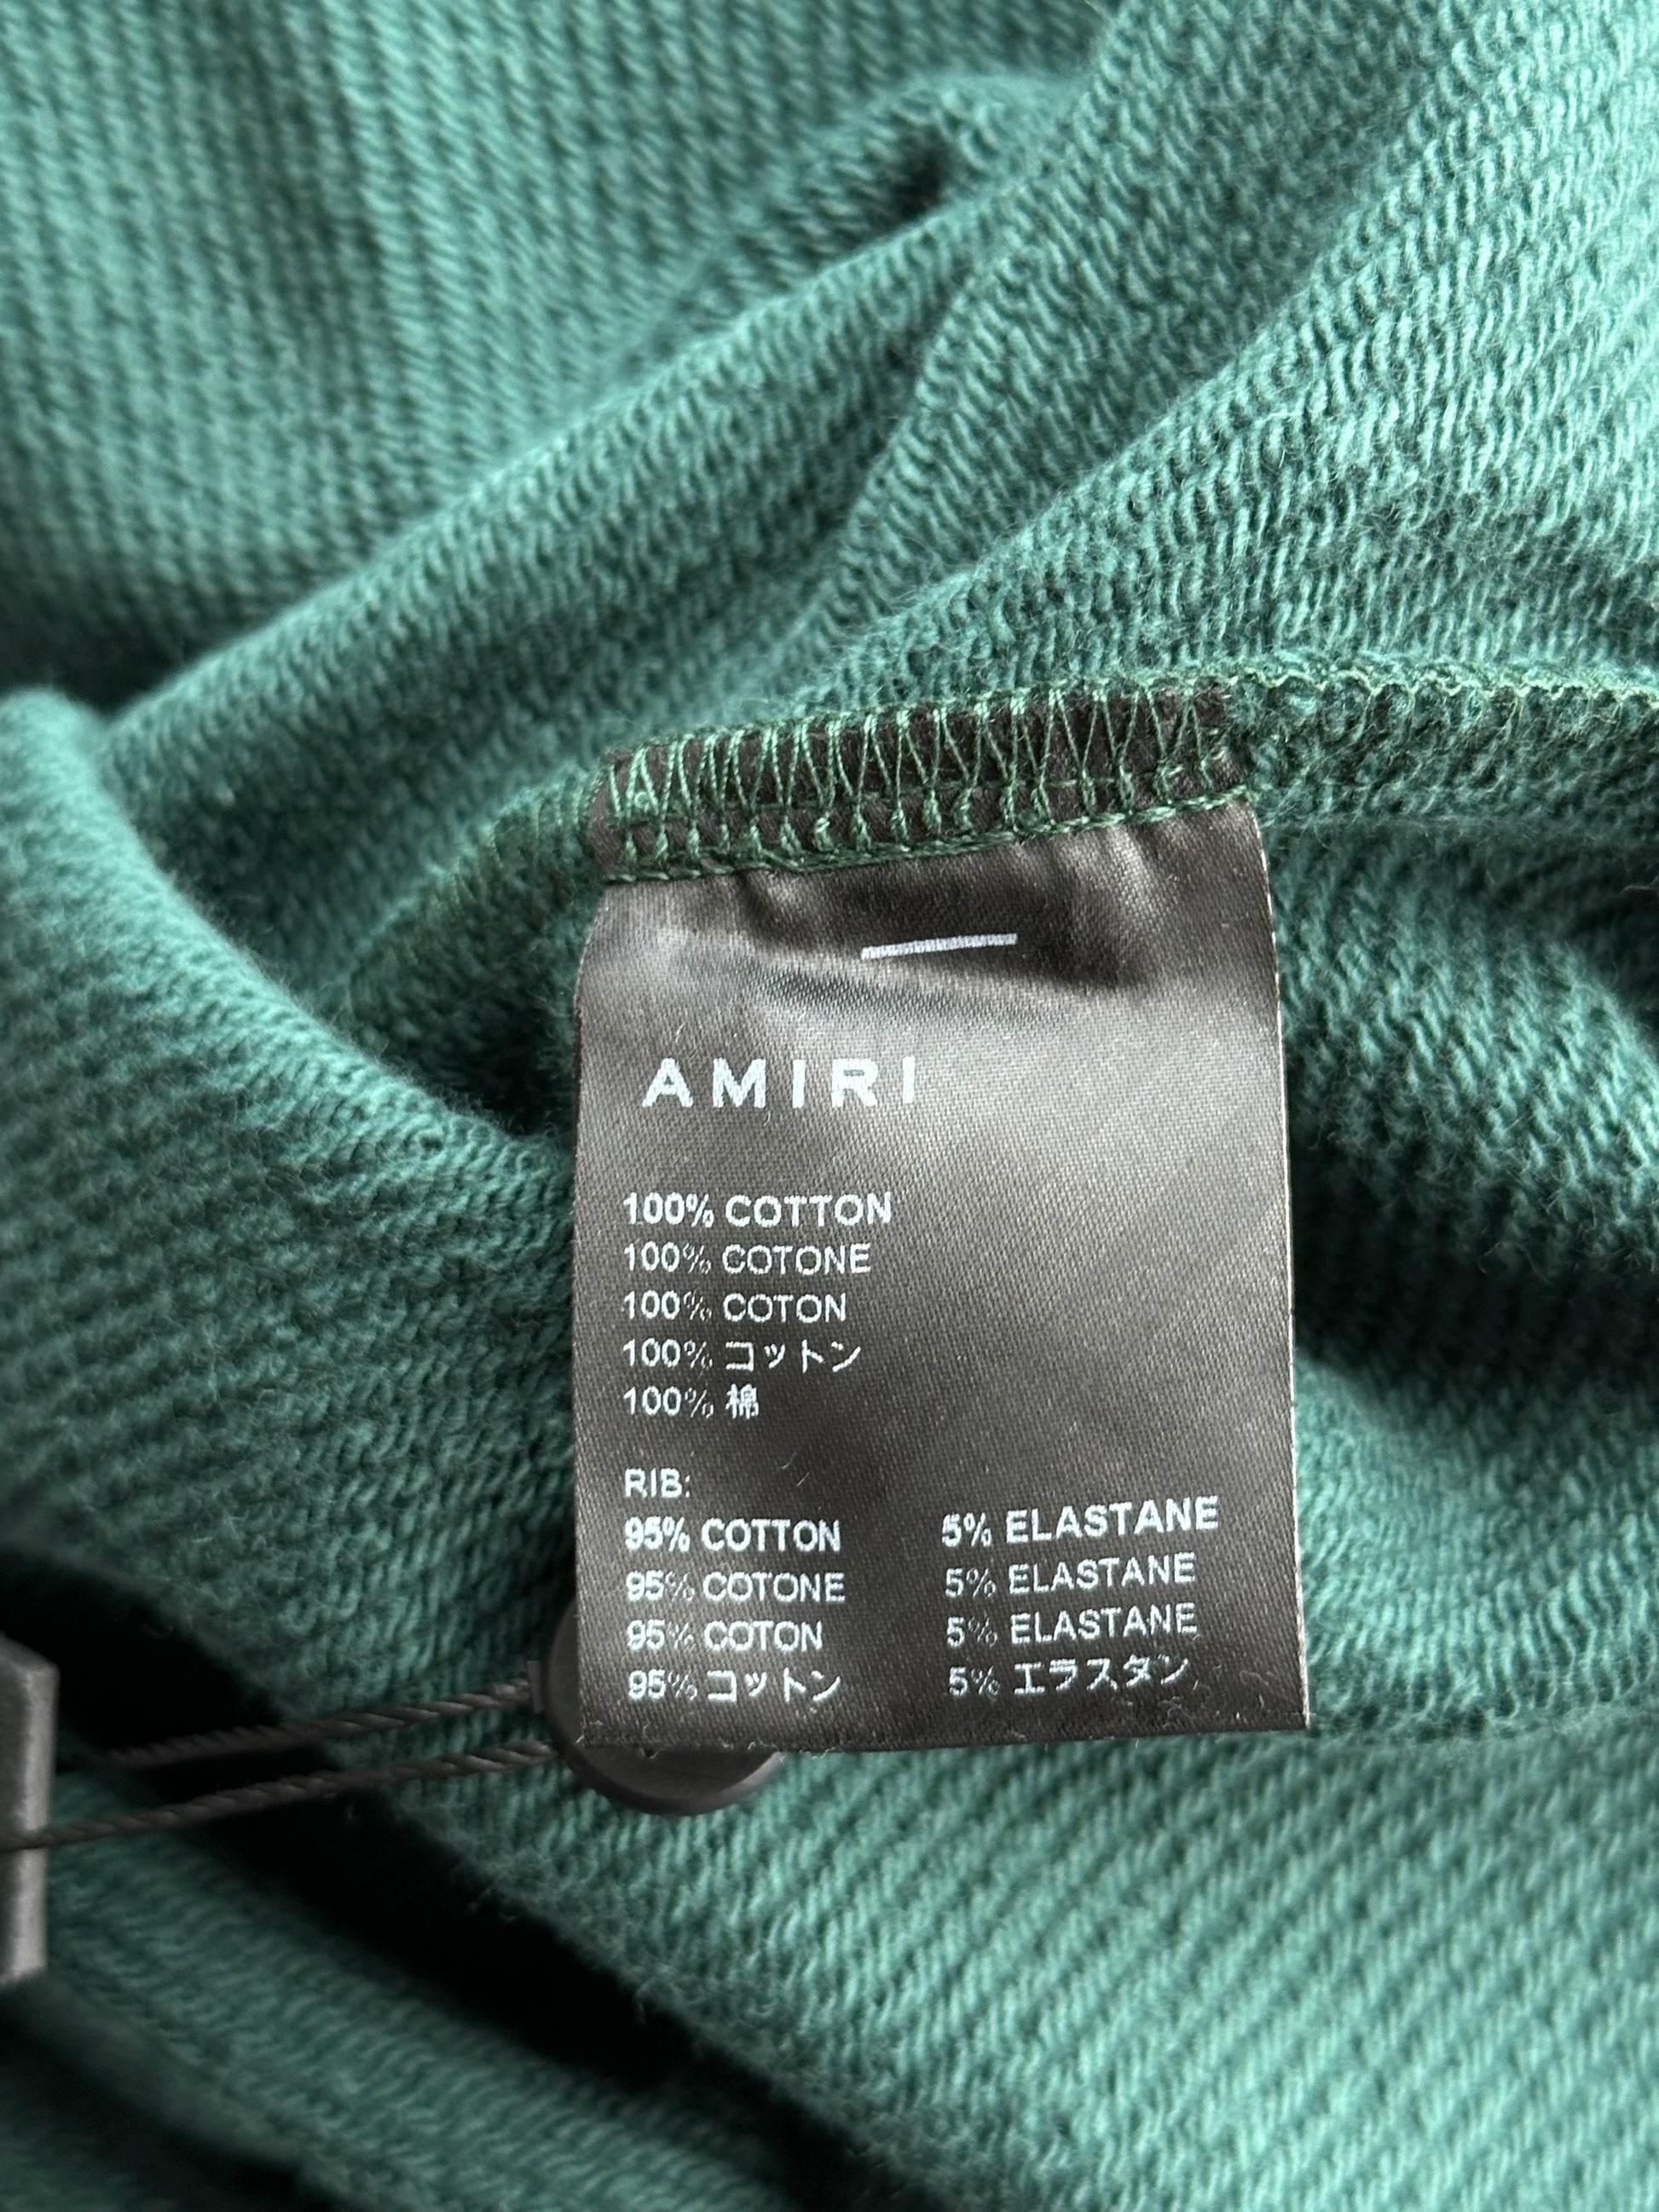 AMIRI
100% COTTON
100% COTONE
100% COTON
100% コットン
100% 棉
RIB:
95% COTTON 5% ELASTANE
95% COTONE 5% ELASTANE
95% COTON 5% ELASTANE
95% コットン 5% エラスタン